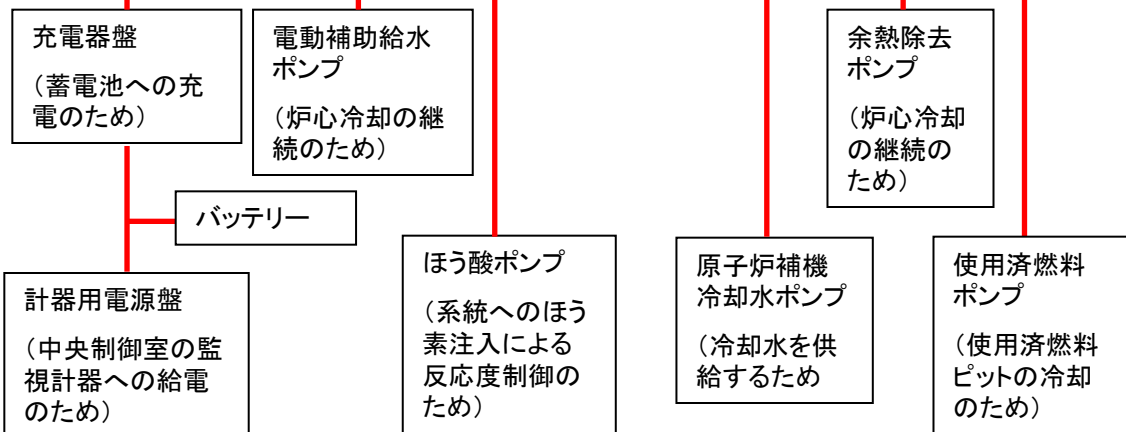 充電器盤
（蓄電池への充
電のため）
電動補助給水
ポンプ
（炉心冷却の継
続のため）
余熱除去
ポンプ
（炉心冷却
の継続の
ため）
バッテリー
計器用電源盤
（中央制御室の監
視計器への給電
のため）
ほう酸ポンプ
（系統へのほう
素注入による
反応度制御の
ため）
原子炉補機
冷却水ポンプ
（冷却水を供
給するため
使用済燃料
ポンプ
（使用済燃料
ピットの冷却
のため）